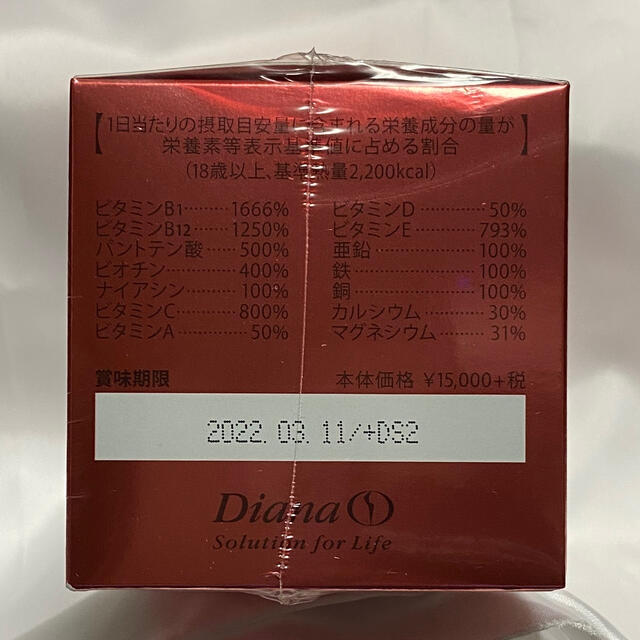 【1日当たりの摂取目安量に含まれる栄養成分の量が
栄養素等表示基準値に占める割合】
(18歳以上、基準熱量2,200kcal)
ビタミンB1………1666%
ビタミンB12………1250%
パントテン酸……500%
ビオチン…………400%
ナイアシン………100%
ビタミンC…………800%
ビタミンA……………50%
ビタミンD……………50%
ビタミンE……………793%
亜鉛…………………100%
鉄……………………100%
銅……………………100%
カルシウム…………30%
マグネシウム………31%
賞味期限 本体価格 ¥15,000+税
2022.03.11/+DS2
Diana
Solution for Life